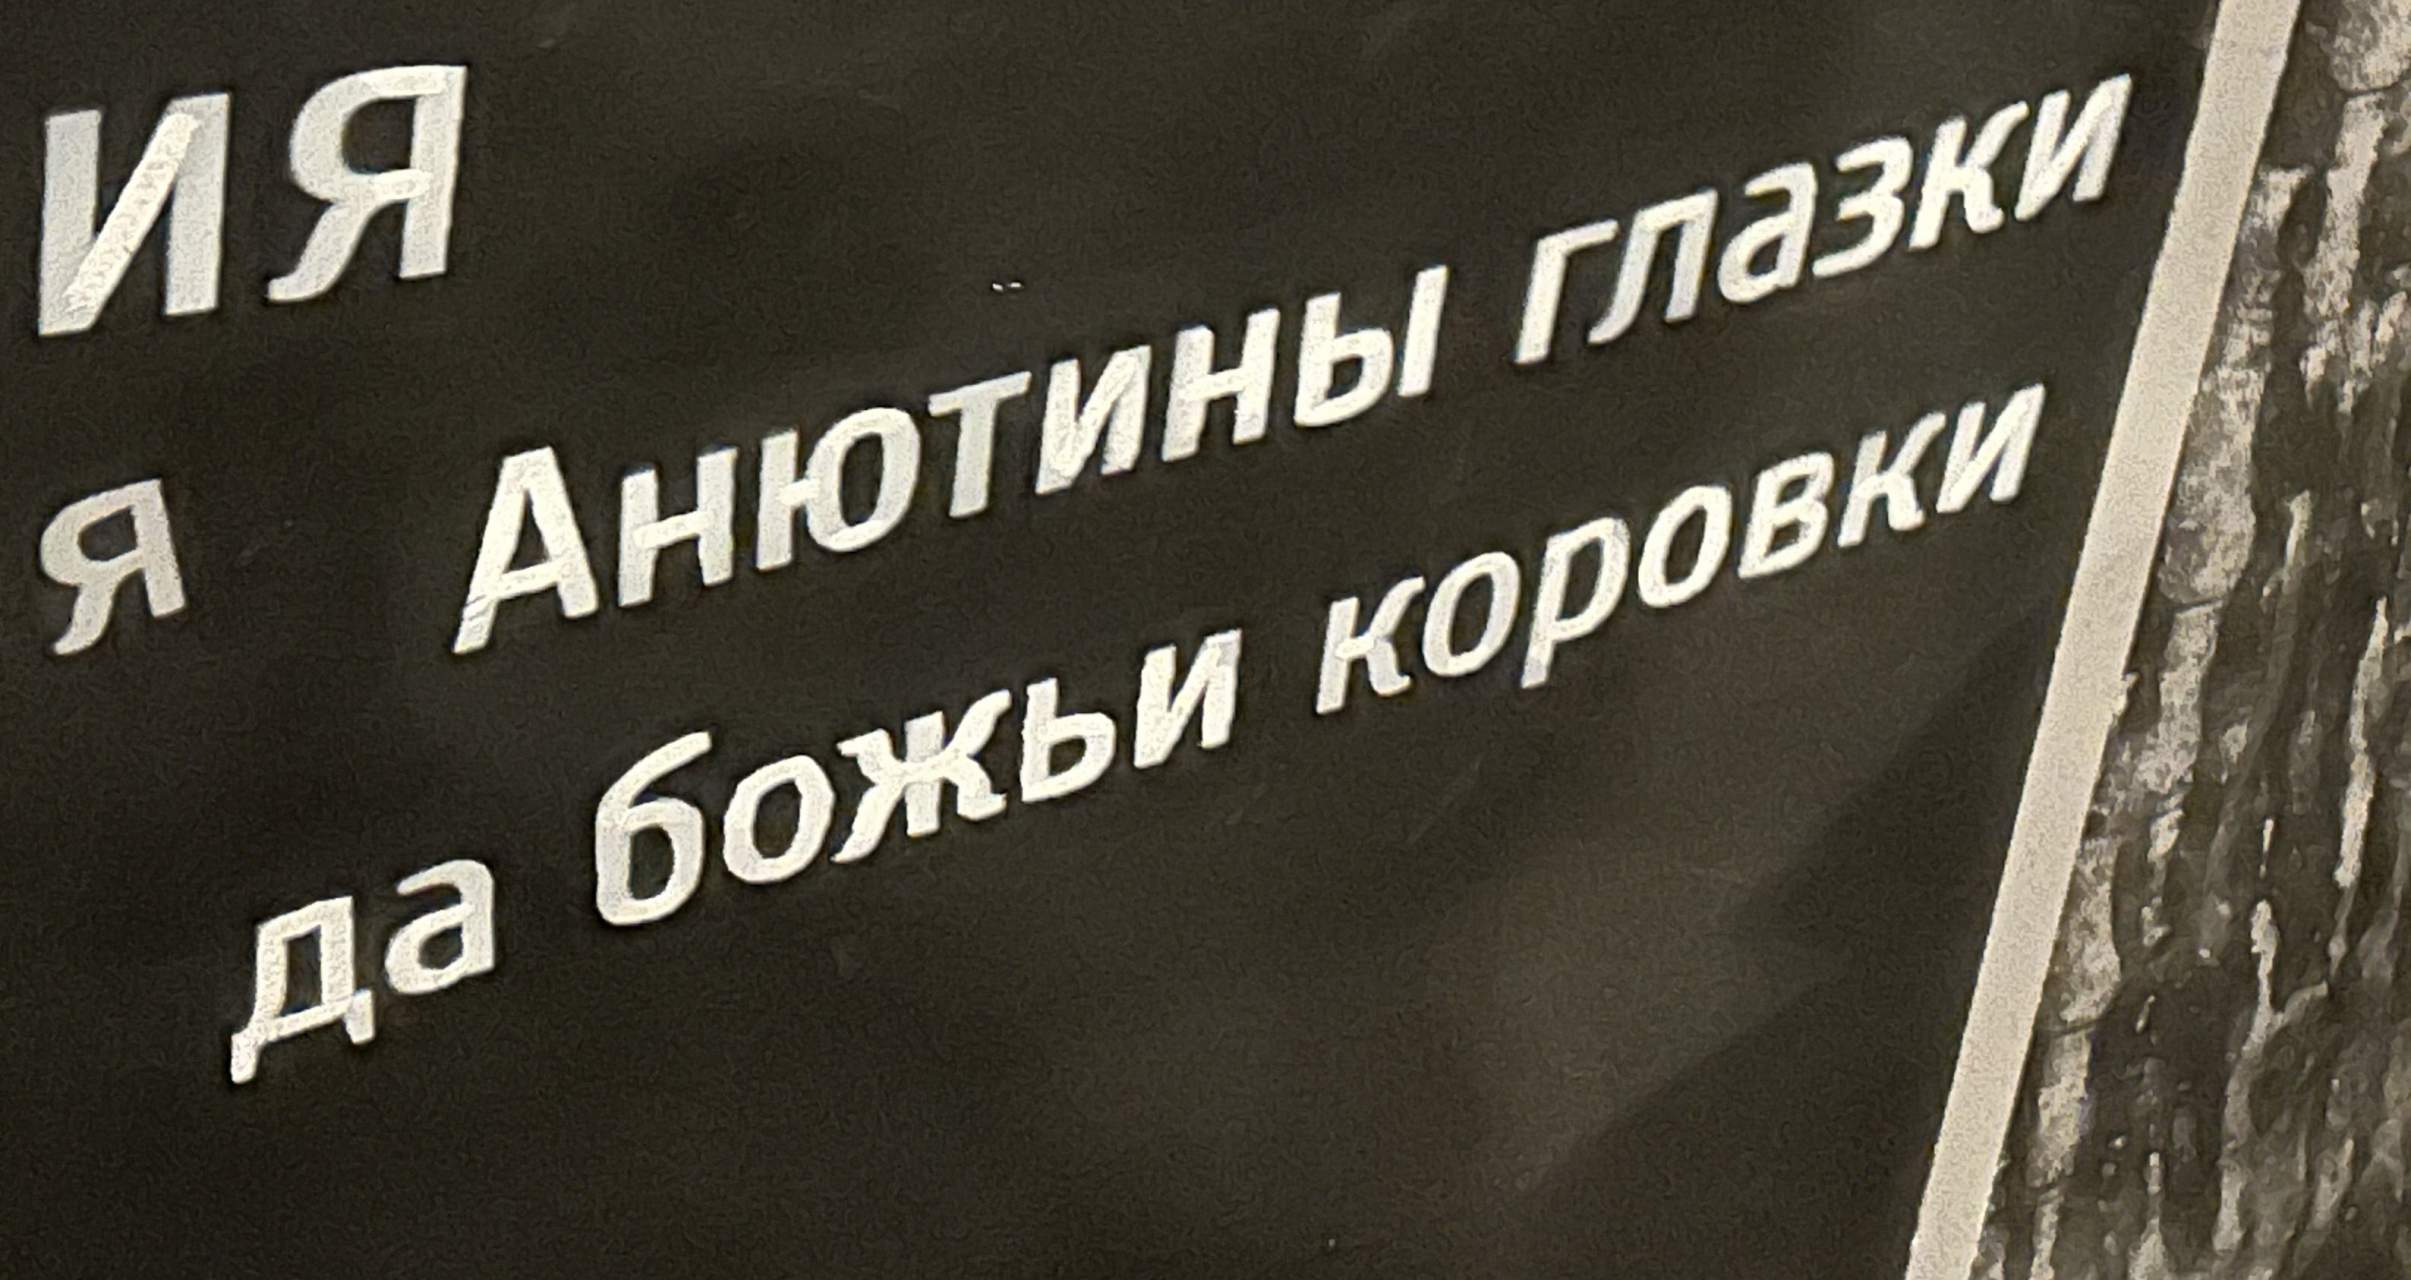 ИЯ
я Анютины глазки
да божьи коровки